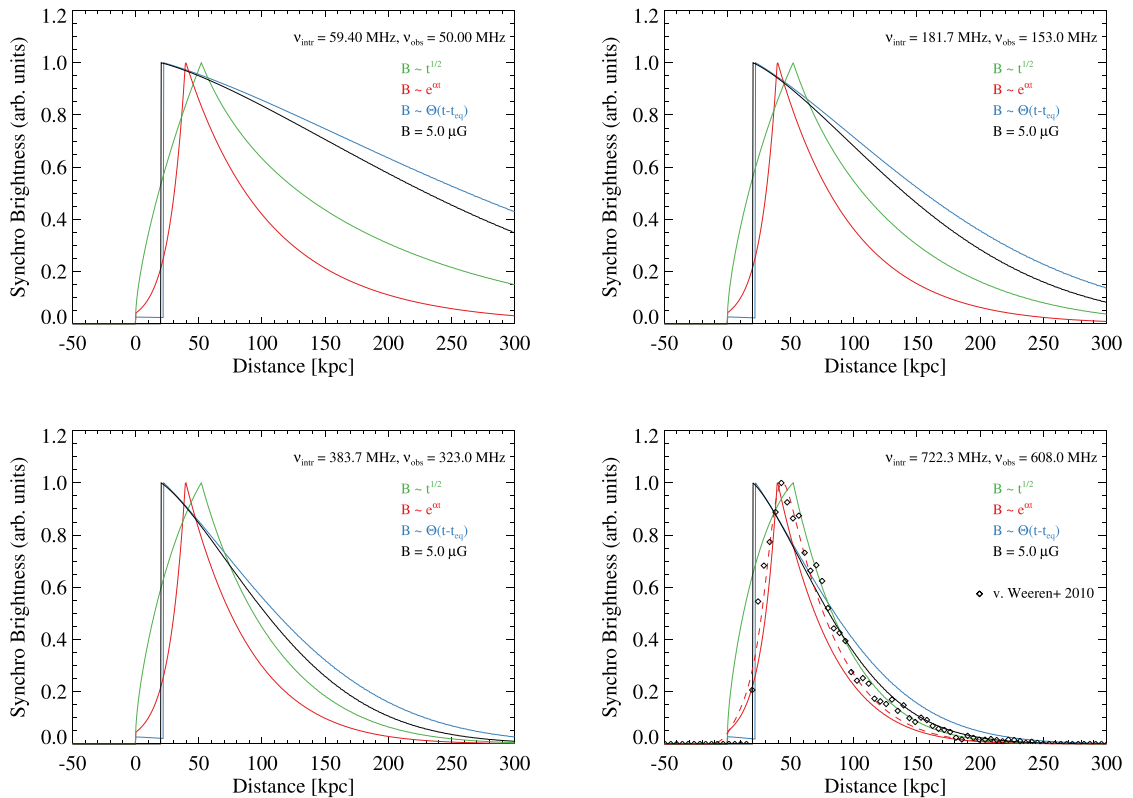 ν_intr = 59.40 MHz, ν_obs = 50.00 MHz
B ~ t^1/2
B ~ e^αt
B ~ Θ(t-t_eq)
B = 5.0 μG
Synchro Brightness (arb. units)
1.2
1.0
0.8
0.6
0.4
0.2
0.0
-50 0 50 100 150 200 250 300
Distance [kpc]
ν_intr = 181.7 MHz, ν_obs = 153.0 MHz
B ~ t^1/2
B ~ e^αt
B ~ Θ(t-t_eq)
B = 5.0 μG
Synchro Brightness (arb. units)
1.2
1.0
0.8
0.6
0.4
0.2
0.0
-50 0 50 100 150 200 250 300
Distance [kpc]
ν_intr = 383.7 MHz, ν_obs = 323.0 MHz
B ~ t^1/2
B ~ e^αt
B ~ Θ(t-t_eq)
B = 5.0 μG
Synchro Brightness (arb. units)
1.2
1.0
0.8
0.6
0.4
0.2
0.0
-50 0 50 100 150 200 250 300
Distance [kpc]
ν_intr = 722.3 MHz, ν_obs = 608.0 MHz
B ~ t^1/2
B ~ e^αt
B ~ Θ(t-t_eq)
B = 5.0 μG
v. Weeren+ 2010
Synchro Brightness (arb. units)
1.2
1.0
0.8
0.6
0.4
0.2
0.0
-50 0 50 100 150 200 250 300
Distance [kpc]